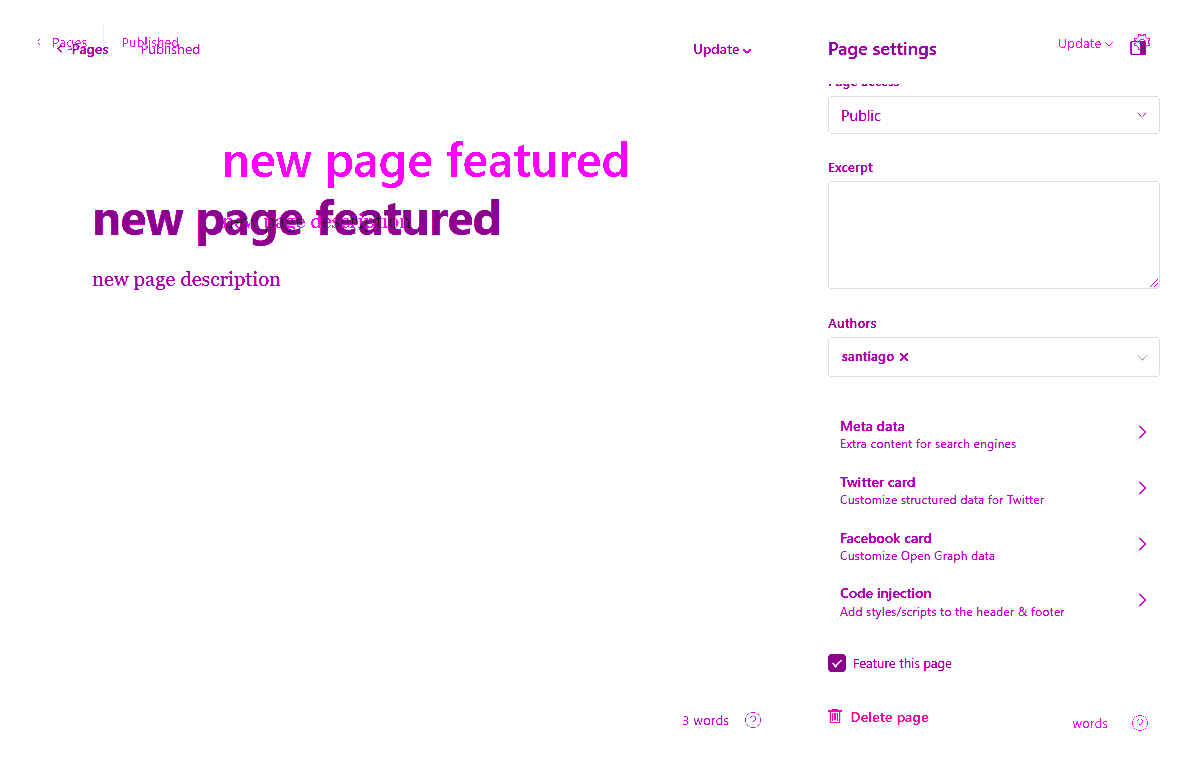 Pages Published
Pages Published
Update
Page settings
Update
Page access
Public
new page featured
new page description
new page featured
new page description
Excerpt
Authors
santiago
Meta data
Extra content for search engines
Twitter card
Customize structured data for Twitter
Facebook card
Customize Open Graph data
Code injection
Add styles/scripts to the header & footer
Feature this page
3 words
Delete page
words